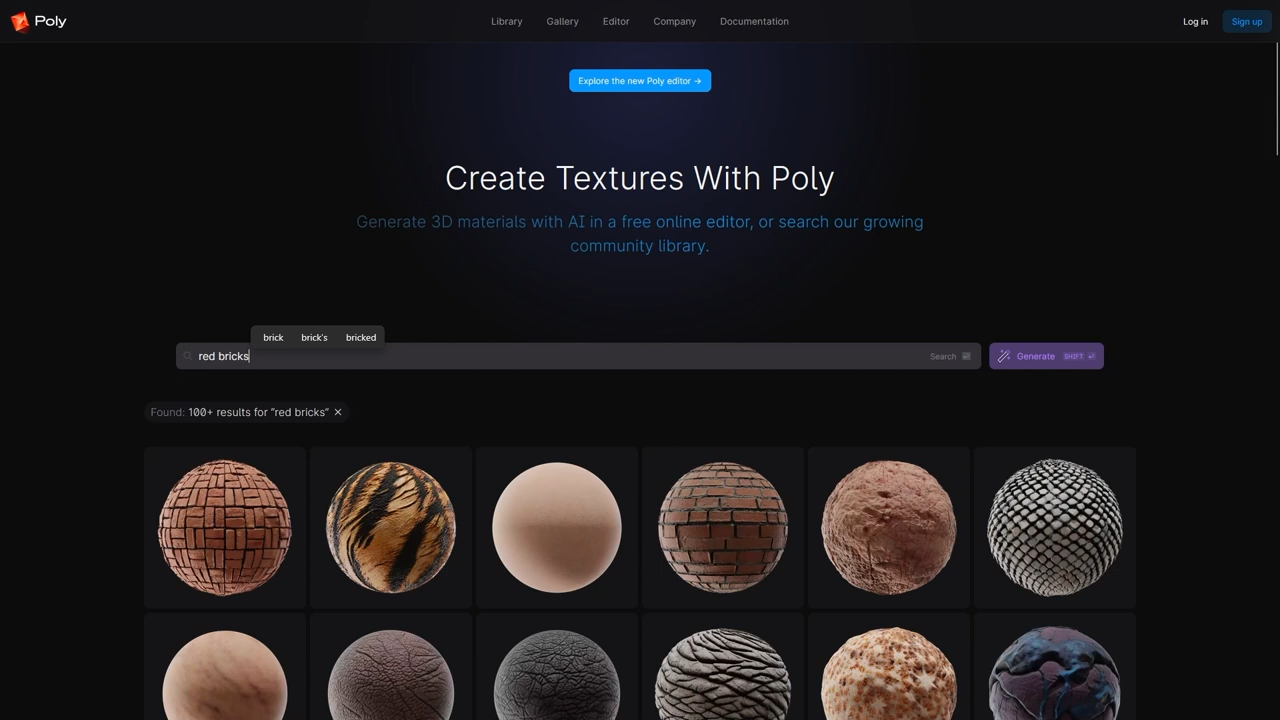 Poly
Library Gallery Editor Company Documentation
Log in Sign up
Explore the new Poly editor →
Create Textures With Poly
Generate 3D materials with AI in a free online editor, or search our growing
community library.
brick brick's bricked
red bricks Search Generate SHIFT
Found: 100+ results for “red bricks” ×